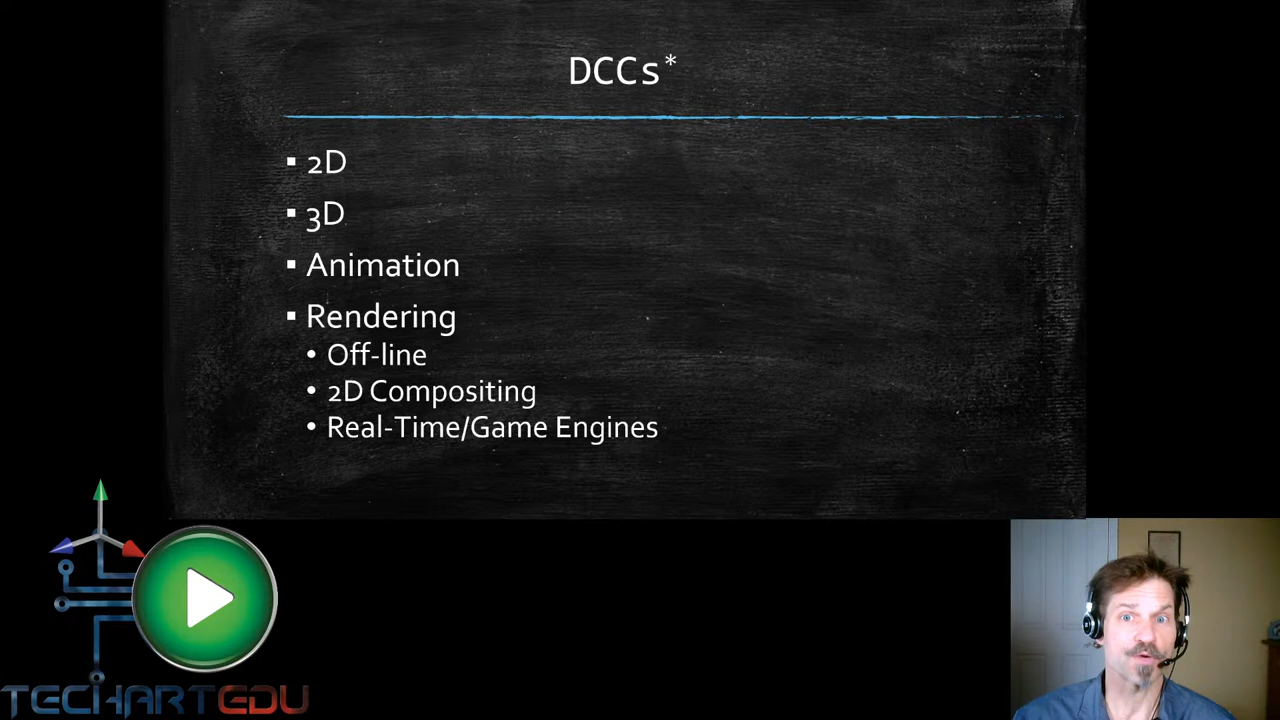 DCCs*
▪ 2D
▪ 3D
▪ Animation
▪ Rendering
• Off-line
• 2D Compositing
• Real-Time/Game Engines
TECHARTEDU